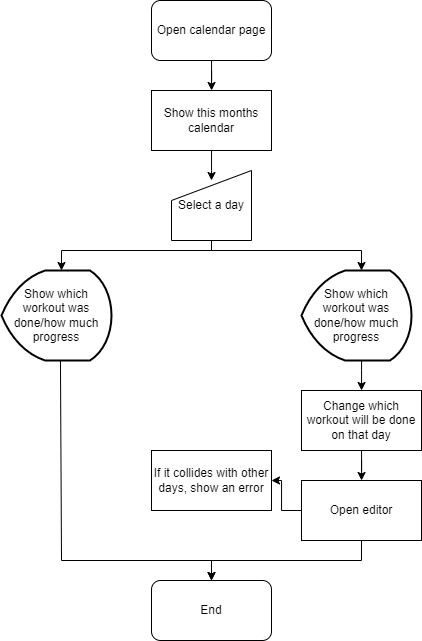 Open calendar page
Show this months
calendar
Select a day
Show which
workout was
done/how much
progress
Show which
workout was
done/how much
progress
Change which
workout will be done
on that day
If it collides with other
days, show an error
Open editor
End